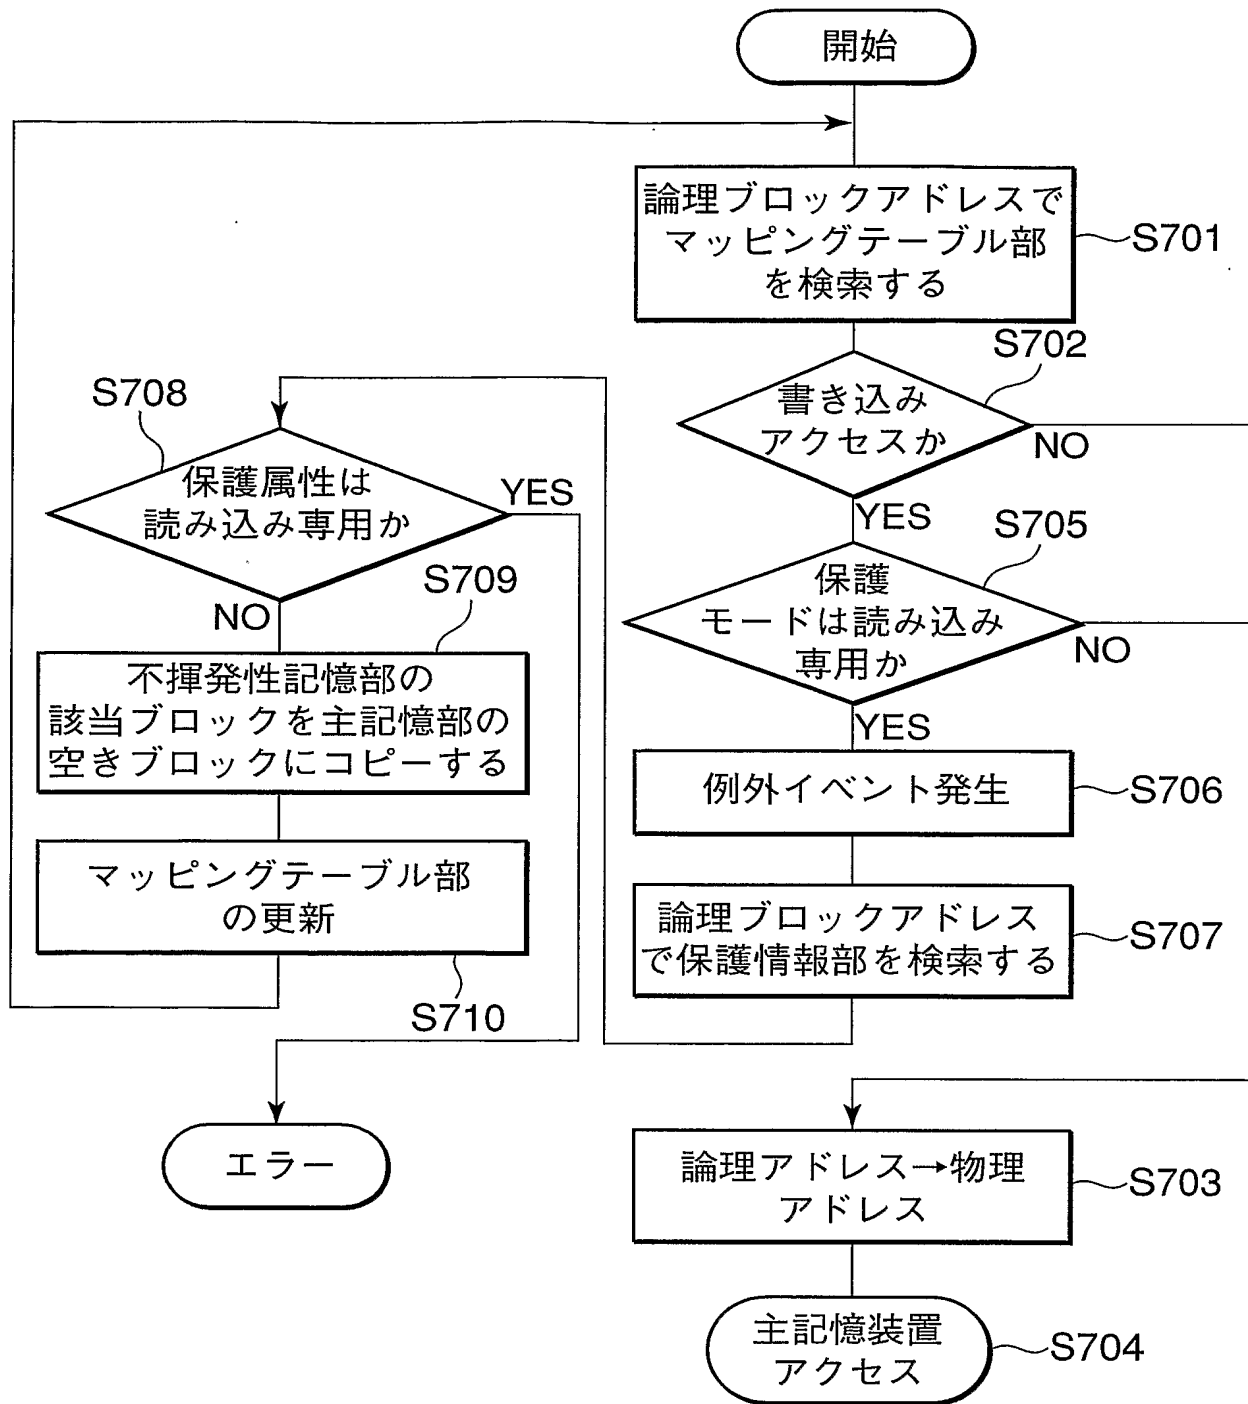 開始
論理ブロックアドレスで
マッピングテーブル部
を検索する
S701
S702
書き込み
アクセスか
NO
YES
S705
保護
モードは読み込み
専用か
NO
YES
例外イベント発生
S706
論理ブロックアドレス
で保護情報部を検索する
S707
S708
保護属性は
読み込み専用か
YES
NO
S709
不揮発性記憶部の
該当ブロックを主記憶部の
空きブロックにコピーする
マッピングテーブル部
の更新
S710
エラー
論理アドレス→物理
アドレス
S703
主記憶装置
アクセス
S704